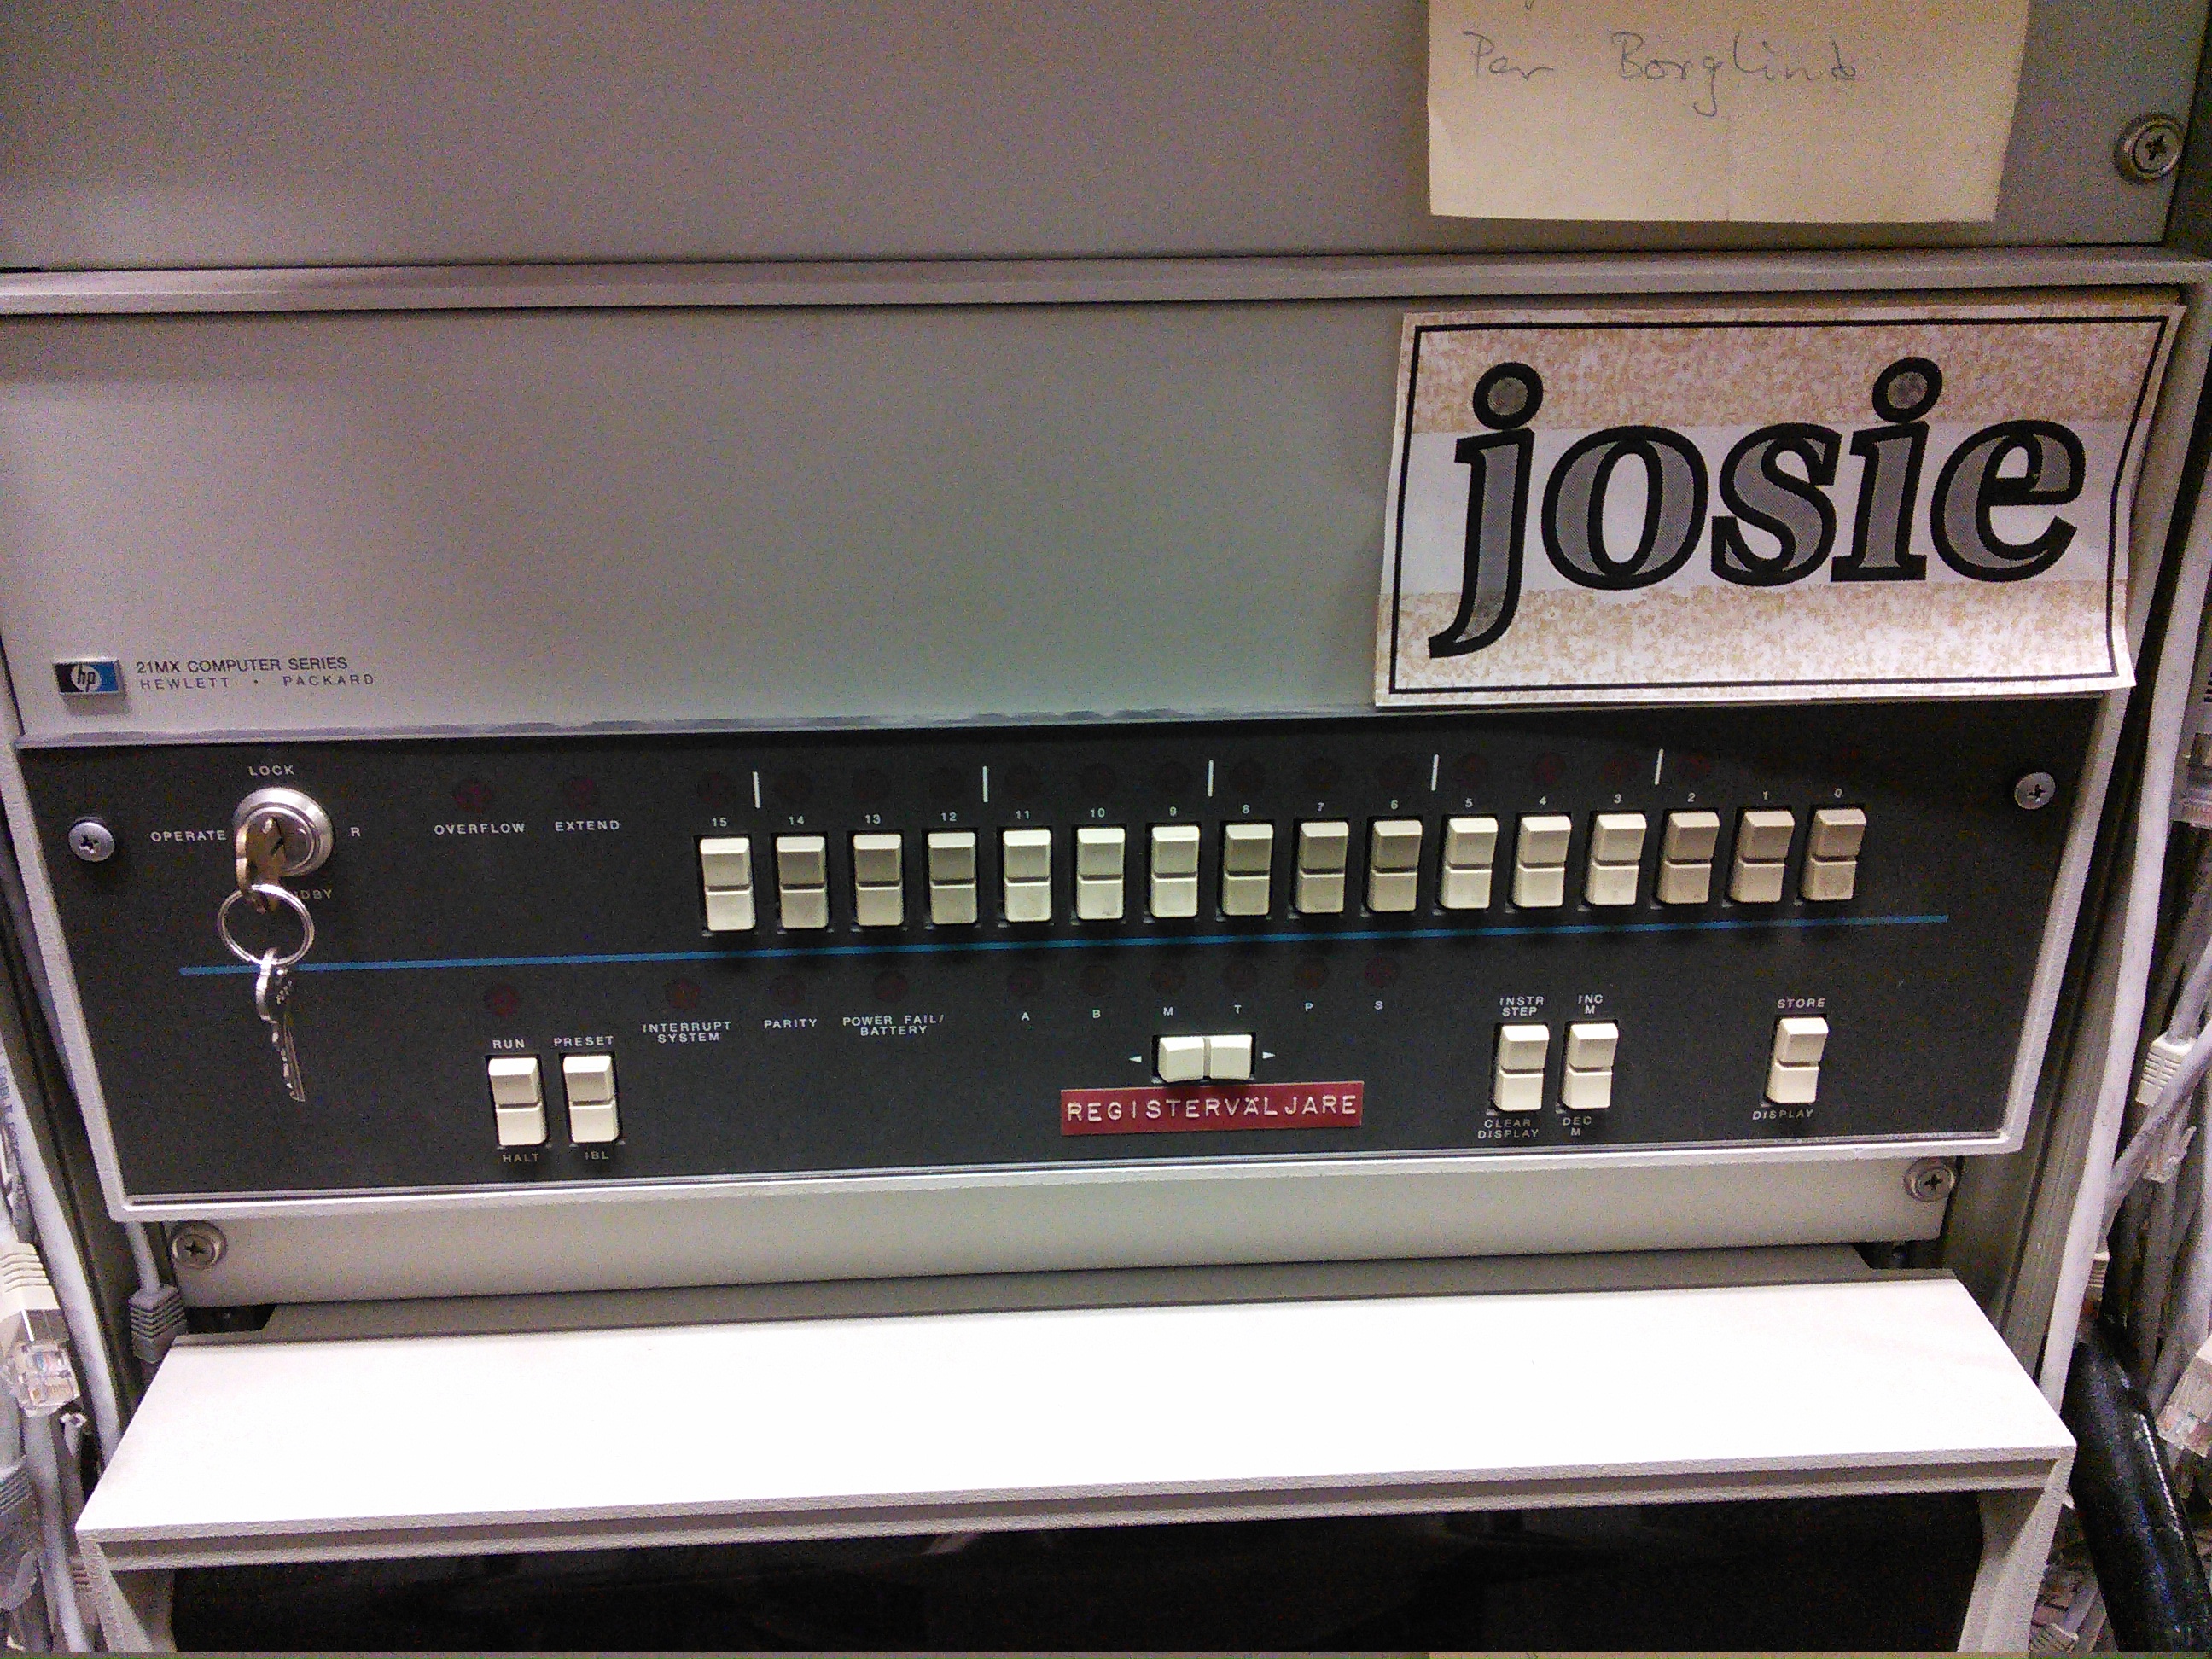 Per Borglind
josie
hp
21MX COMPUTER SERIES
HEWLETT • PACKARD
LOCK
OPERATE
R
NDBY
OVERFLOW EXTEND
15 14 13 12 11 10 9 8 7 6 5 4 3 2 1 0
RUN PRESET
INTERRUPT SYSTEM
PARITY
POWER FAIL/ BATTERY
A B M T P S
INSTR STEP
INC M
STORE
REGISTERVÄLJARE
HALT IBL
CLEAR DISPLAY
DEC M
DISPLAY